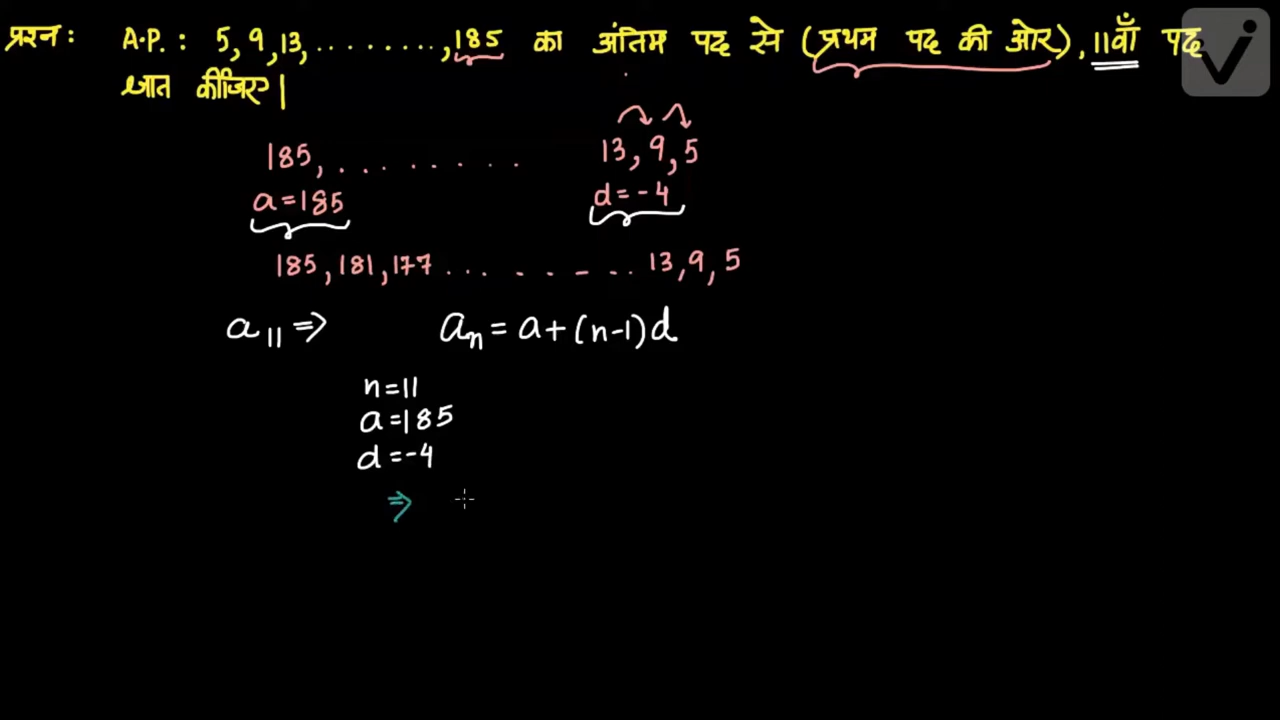 प्रश्न: A.P.: 5, 9, 13, ........, 185 का अंतिम पद से (प्रथम पद की ओर), 11वाँ पद
ज्ञात कीजिए।
185, ......... 13, 9, 5
a=185 d=-4
185, 181, 177 ... . . _ .. 13, 9, 5
a₁₁ ⇒ aₙ = a+(n-1)d
n=11
a=185
d=-4
⇒